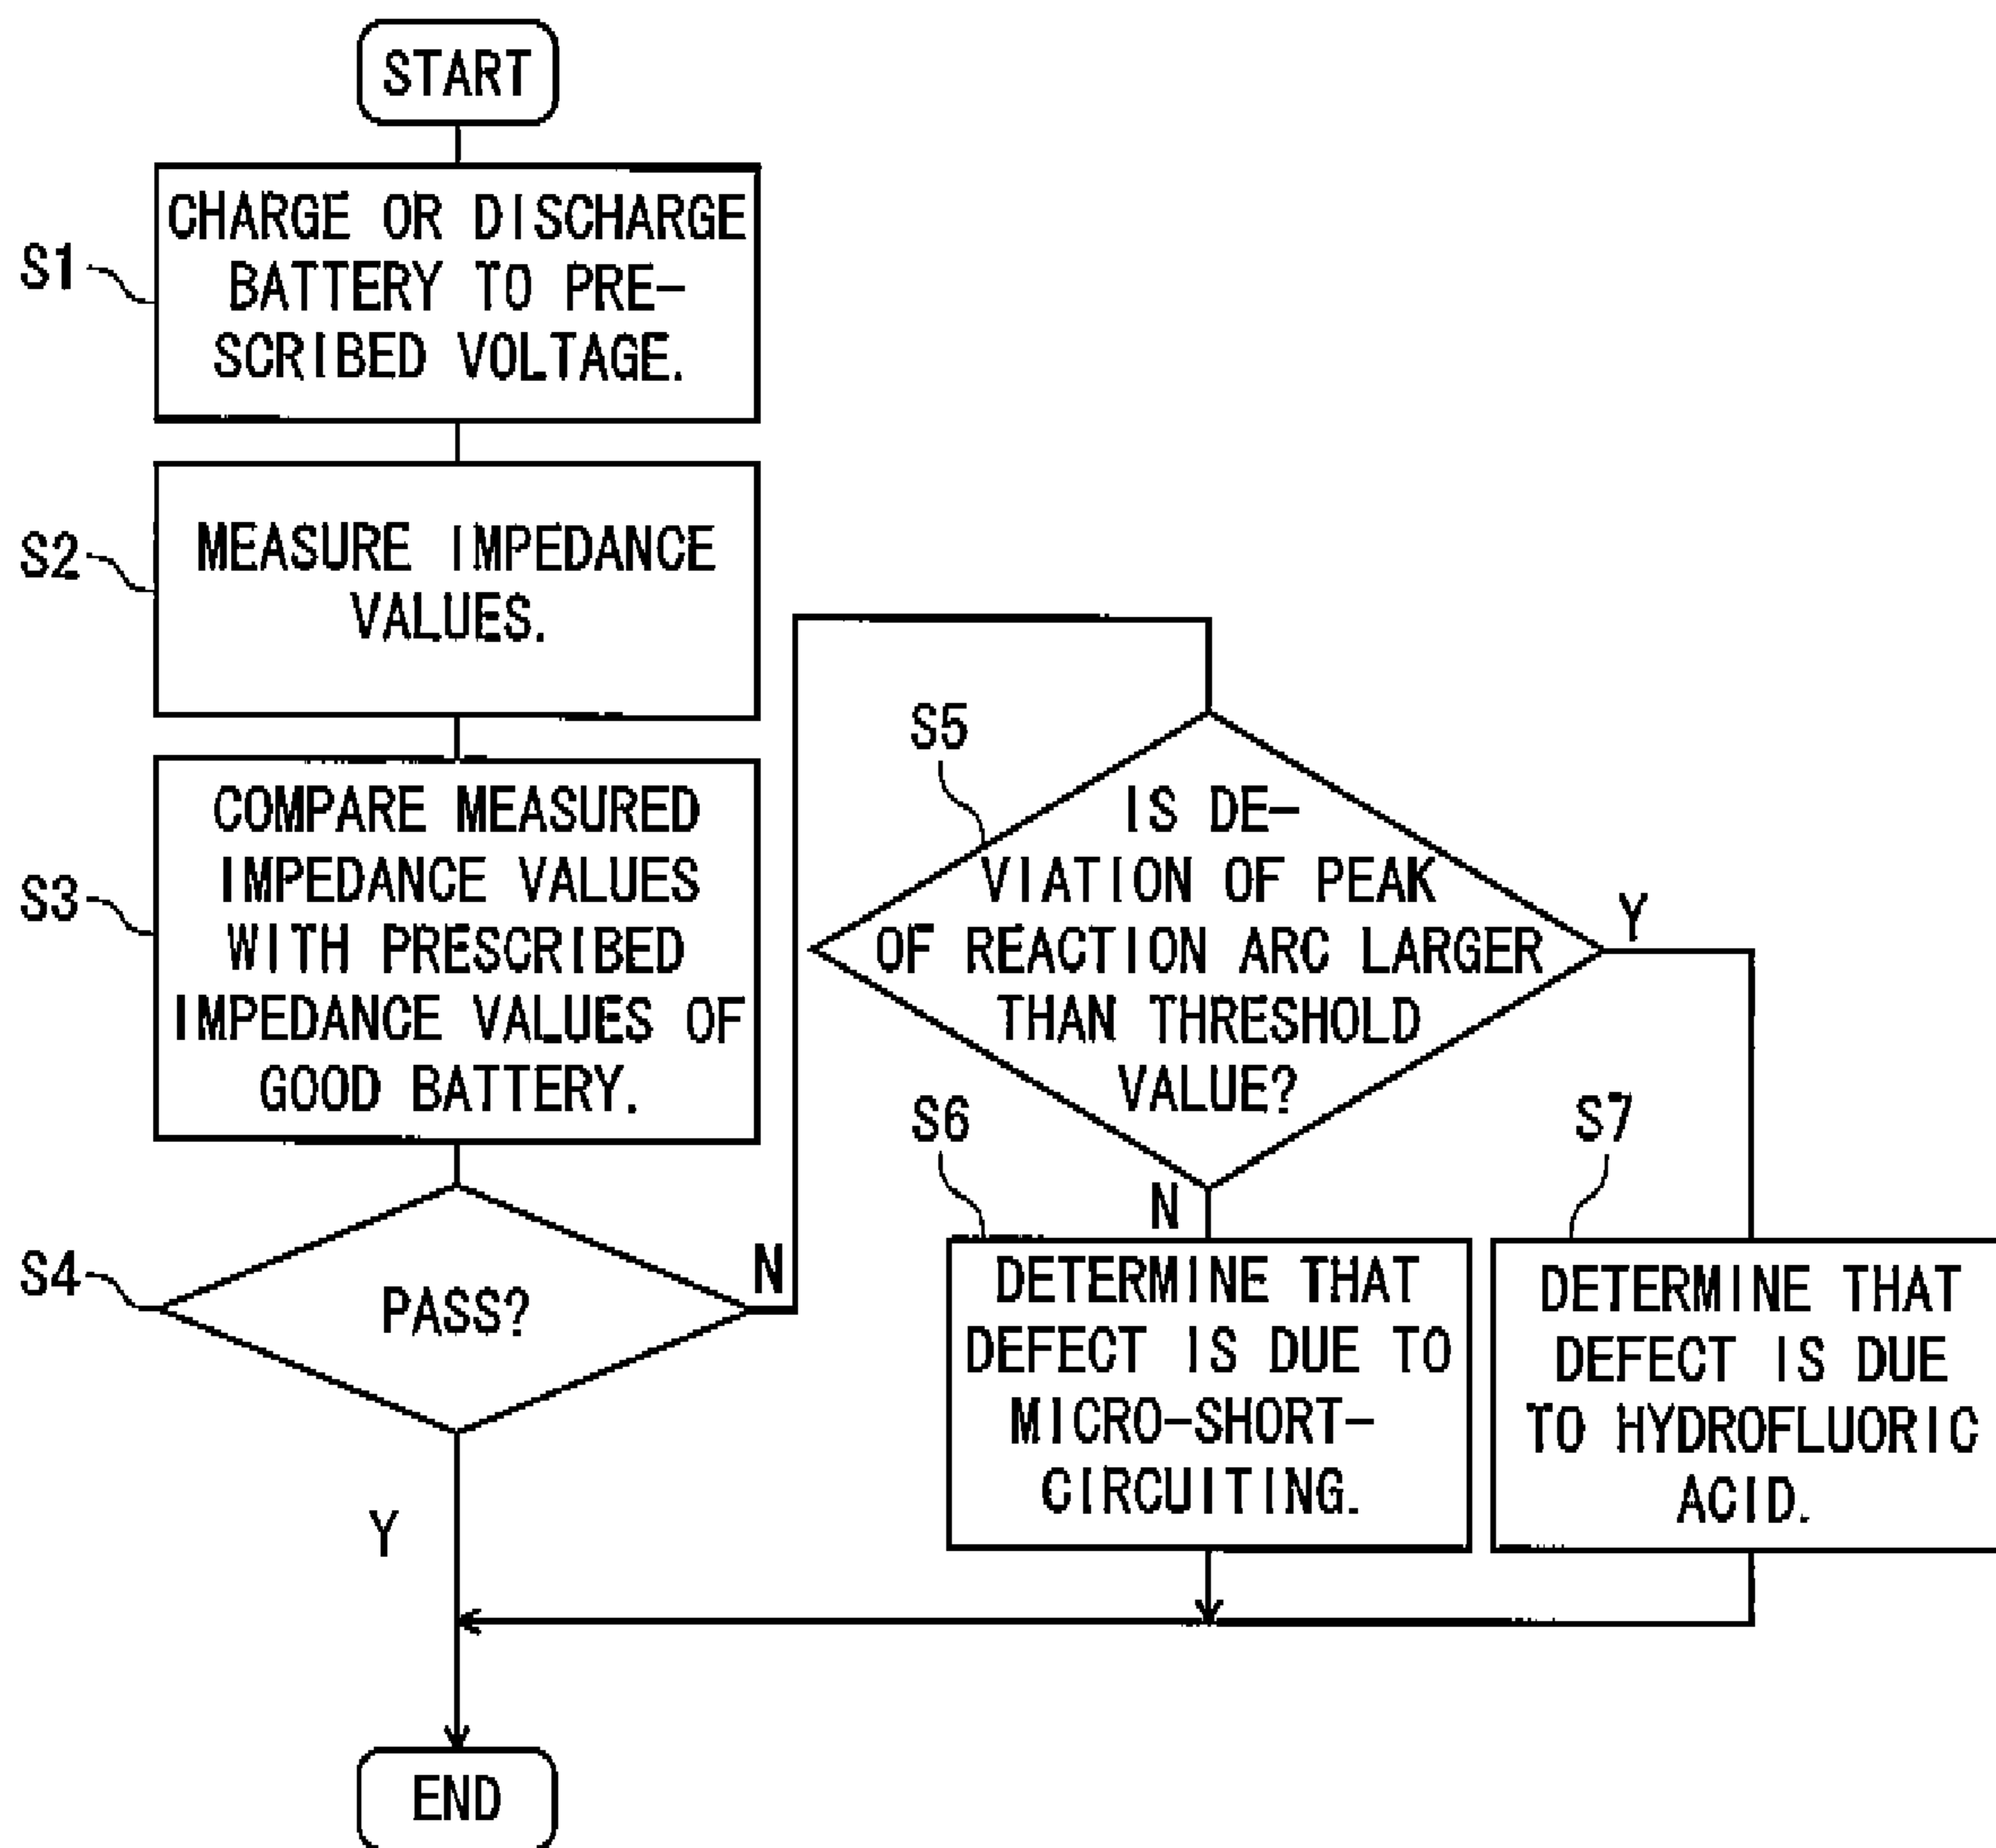 START
S1
CHARGE OR DISCHARGE
BATTERY TO PRE-
SCRIBED VOLTAGE.
S2
MEASURE IMPEDANCE
VALUES.
S3
COMPARE MEASURED
IMPEDANCE VALUES
WITH PRESCRIBED
IMPEDANCE VALUES OF
GOOD BATTERY.
S4
PASS?
N
Y
S5
IS DE-
VIATION OF PEAK
OF REACTION ARC LARGER
THAN THRESHOLD
VALUE?
Y
N
S6
DETERMINE THAT
DEFECT IS DUE TO
MICRO-SHORT-
CIRCUITING.
S7
DETERMINE THAT
DEFECT IS DUE
TO HYDROFLUORIC
ACID.
END